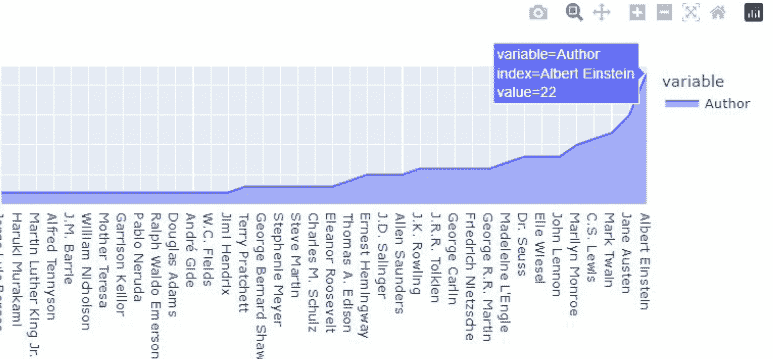 variable=Author
index=Albert Einstein
value=22
variable
Author
Haruki Murakami
Martin Luther King Jr.
Alfred Tennyson
J.M. Barrie
William Nicholson
Mother Teresa
Garrison Keillor
Pablo Neruda
Ralph Waldo Emerson
Douglas Adams
André Gide
W.C. Fields
Jimi Hendrix
Terry Pratchett
George Bernard Shaw
Stephenie Meyer
Steve Martin
Charles M. Schulz
Eleanor Roosevelt
Thomas A. Edison
Ernest Hemingway
J.D. Salinger
Allen Saunders
J.K. Rowling
J.R.R. Tolkien
George Carlin
Friedrich Nietzsche
George R.R. Martin
Madeleine L'Engle
Dr. Seuss
Elie Wiesel
John Lennon
Marilyn Monroe
C.S. Lewis
Mark Twain
Jane Austen
Albert Einstein